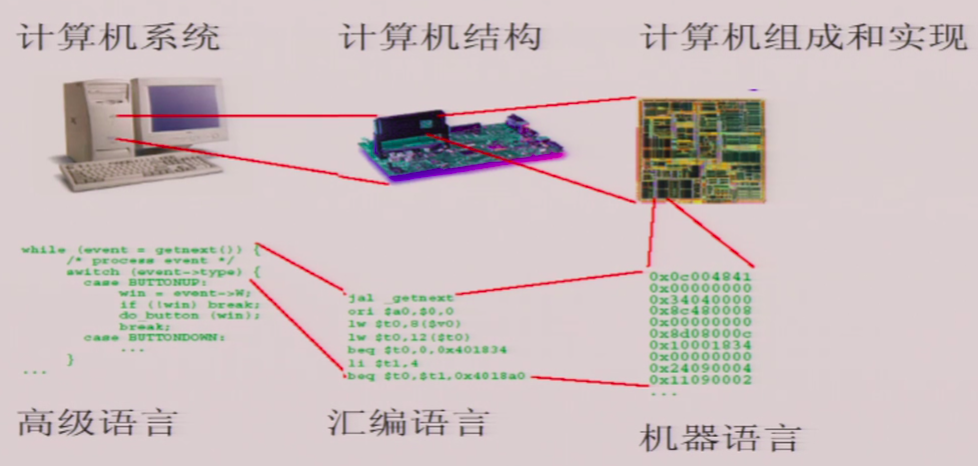 计算机系统
计算机结构
计算机组成和实现
while (event = getnext()) {
/* process event */
switch (event->type) {
case BUTTONUP:
win = event->W;
if (!win) break;
do_button (win);
break;
case BUTTONDOWN:
...
}
...
jal _getnext
ori $a0,$0,0
lw $t0,8($v0)
lw $t0,12($t0)
beq $t0,0,0x401834
li $t1,4
beq $t0,$t1,0x4018a0
0x0c004841
0x00000000
0x34040000
0x8c480008
0x00000000
0x8d08000c
0x10001834
0x00000000
0x24090004
0x11090002
...
高级语言
汇编语言
机器语言